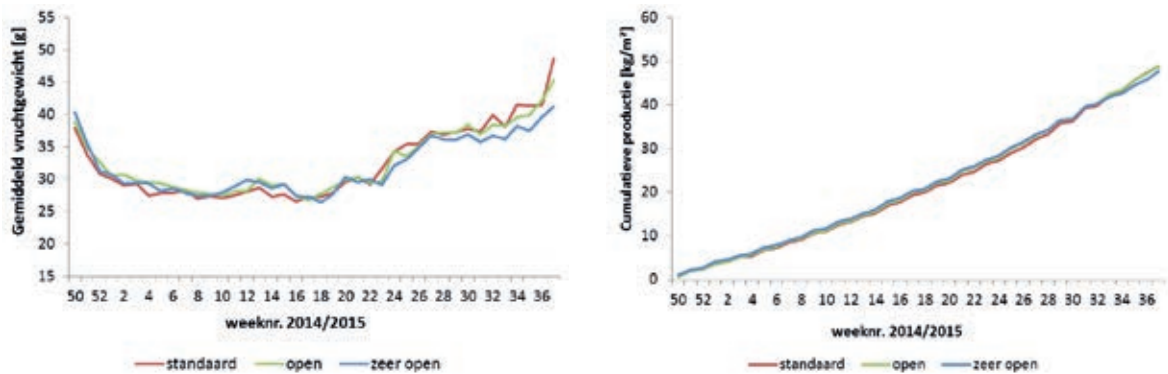 Gemiddeld vruchtgewicht [g]
55
50
45
40
35
30
25
20
15
50 52 2 4 6 8 10 12 14 16 18 20 22 24 26 28 30 32 34 36
weeknr. 2014/2015
standaard open zeer open
Cumulatieve productie [kg/m²]
60
50
40
30
20
10
0
50 52 2 4 6 8 10 12 14 16 18 20 22 24 26 28 30 32 34 36
weeknr. 2014/2015
standaard open zeer open